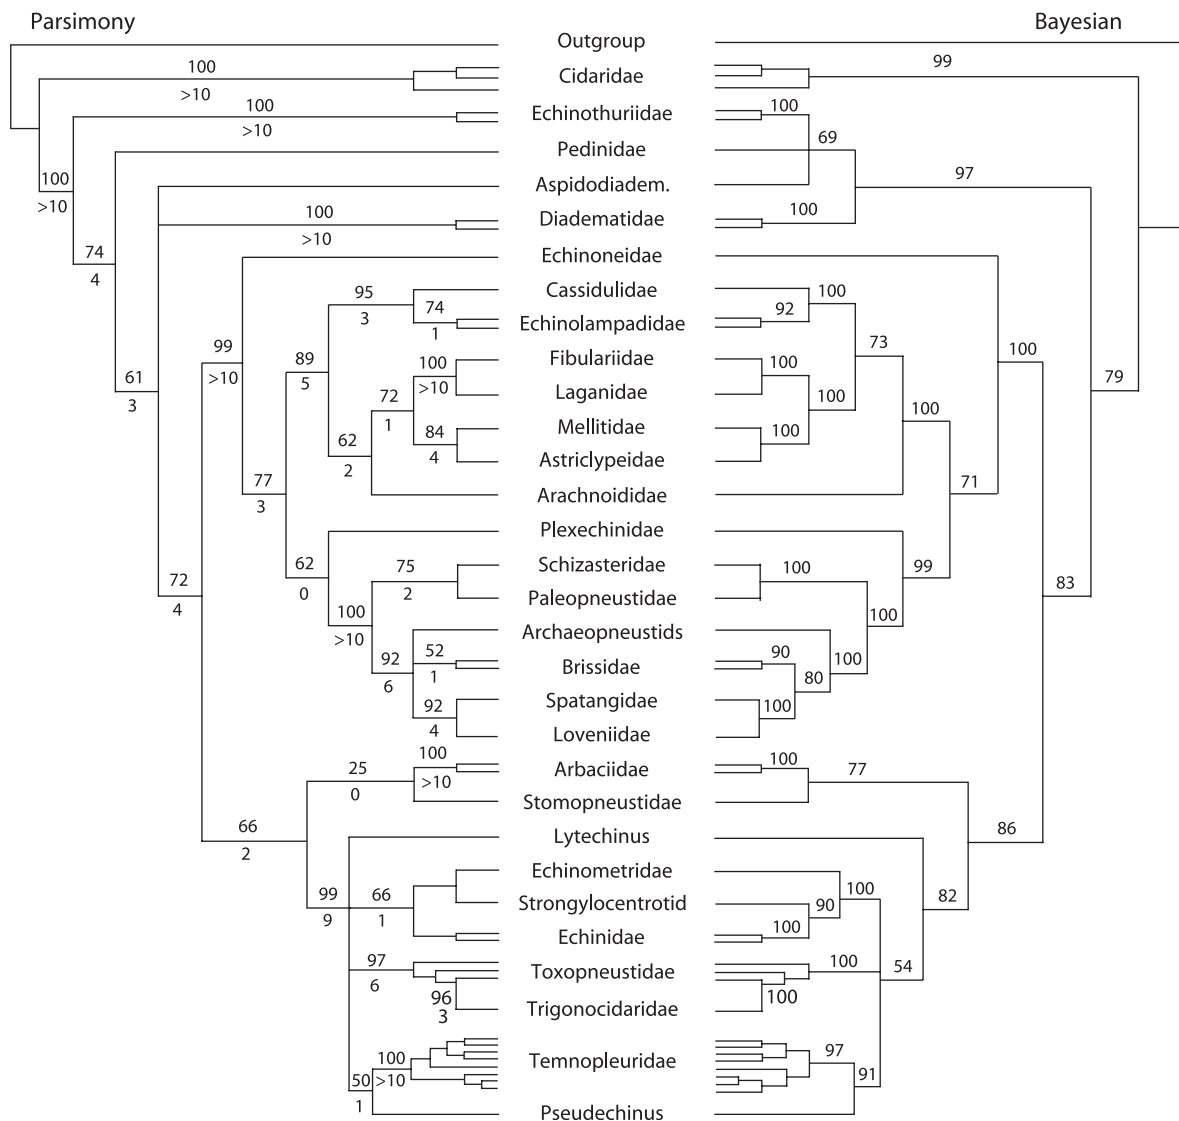 Parsimony
Bayesian
Outgroup
100
>10
Cidaridae
99
100
>10
Echinothuriidae
100
69
Pedinidae
100
>10
Aspidodiadem.
97
100
>10
Diadematidae
100
74
4
Echinoneidae
95
3
Cassidulidae
100
74
1
Echinolampadidae
92
99
>10
89
5
100
>10
Fibulariidae
100
73
100
61
3
72
1
Laganidae
100
100
79
62
2
84
4
Mellitidae
100
Astriclypeidae
77
3
Arachnoididae
71
Plexechinidae
62
0
75
2
Schizasteridae
100
99
72
4
Paleopneustidae
83
100
>10
Archaeopneustids
100
92
6
52
1
Brissidae
90
80
100
92
4
Spatangidae
100
Loveniidae
25
0
100
>10
Arbaciidae
100
77
Stomopneustidae
66
2
Lytechinus
86
99
9
66
1
Echinometridae
100
82
Strongylocentrotid
90
Echinidae
100
97
6
Toxopneustidae
100
54
96
3
Trigonocidaridae
100
100
>10
Temnopleuridae
97
91
50
1
Pseudechinus